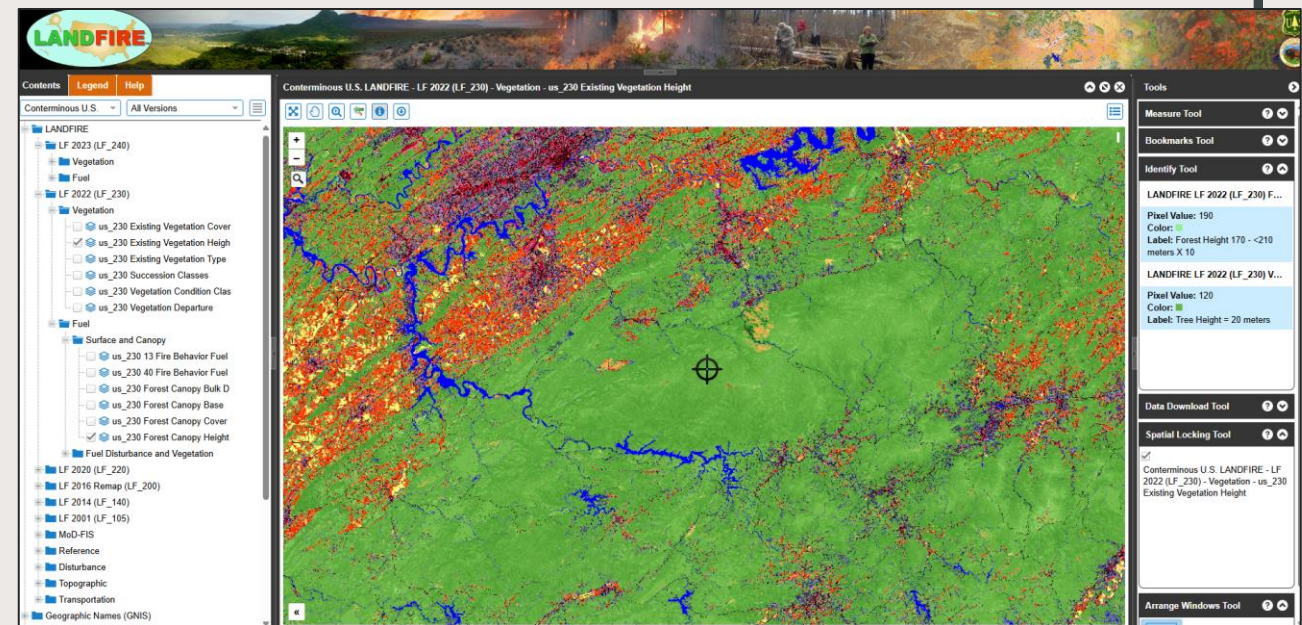 LANDFIRE
Contents Legend Help
Conterminous U.S. All Versions
LANDFIRE
LF 2023 (LF_240)
Vegetation
Fuel
LF 2022 (LF_230)
Vegetation
us_230 Existing Vegetation Cover
us_230 Existing Vegetation Heigh
us_230 Existing Vegetation Type
us_230 Succession Classes
us_230 Vegetation Condition Clas
us_230 Vegetation Departure
Fuel
Surface and Canopy
us_230 13 Fire Behavior Fuel
us_230 40 Fire Behavior Fuel
us_230 Forest Canopy Bulk D
us_230 Forest Canopy Base
us_230 Forest Canopy Cover
us_230 Forest Canopy Height
Fuel Disturbance and Vegetation
LF 2020 (LF_220)
LF 2016 Remap (LF_200)
LF 2014 (LF_140)
LF 2001 (LF_105)
MoD-FIS
Reference
Disturbance
Topographic
Transportation
Geographic Names (GNIS)
Conterminous U.S. LANDFIRE - LF 2022 (LF_230) - Vegetation - us_230 Existing Vegetation Height
+
-
«
Tools
Measure Tool
Bookmarks Tool
Identify Tool
LANDFIRE LF 2022 (LF_230) F...
Pixel Value: 190
Color:
Label: Forest Height 170 - <210
meters X 10
LANDFIRE LF 2022 (LF_230) V...
Pixel Value: 120
Color:
Label: Tree Height = 20 meters
Data Download Tool
Spatial Locking Tool
Conterminous U.S. LANDFIRE - LF
2022 (LF_230) - Vegetation - us_230
Existing Vegetation Height
Arrange Windows Tool